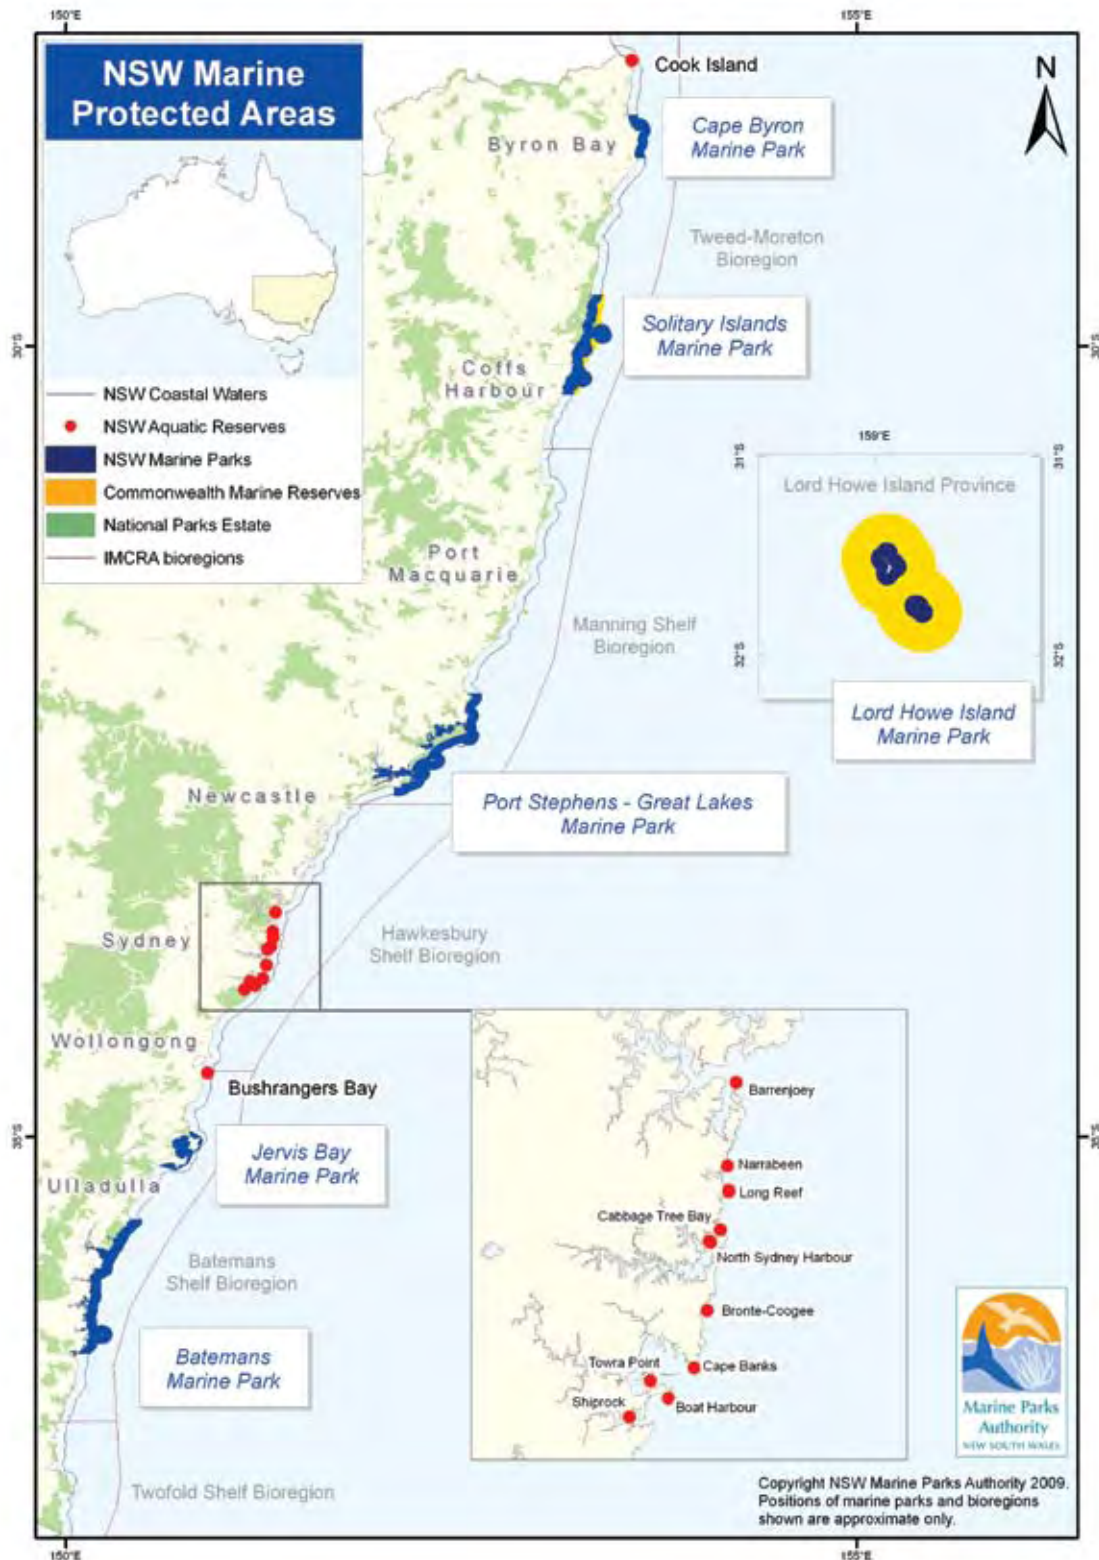 150°E
155°E
NSW Marine
Protected Areas
NSW Coastal Waters
NSW Aquatic Reserves
NSW Marine Parks
Commonwealth Marine Reserves
National Parks Estate
IMCRA bioregions
N
Cook Island
Byron Bay
Cape Byron
Marine Park
Tweed-Moreton
Bioregion
30°S
30°S
Solitary Islands
Marine Park
Coffs
Harbour
159°E
31°S
31°S
Lord Howe Island Province
32°S
32°S
Lord Howe Island
Marine Park
Port
Macquarie
Manning Shelf
Bioregion
Newcastle
Port Stephens - Great Lakes
Marine Park
Sydney
Hawkesbury
Shelf Bioregion
Wollongong
Bushrangers Bay
35°S
35°S
Jervis Bay
Marine Park
Ulladulla
Batemans
Shelf Bioregion
Batemans
Marine Park
Twofold Shelf Bioregion
Barrenjoey
Narrabeen
Long Reef
Cabbage Tree Bay
North Sydney Harbour
Bronte-Coogee
Cape Banks
Towra Point
Boat Harbour
Shiprock
Marine Parks
Authority
NEW SOUTH WALES
Copyright NSW Marine Parks Authority 2009.
Positions of marine parks and bioregions
shown are approximate only.
150°E
155°E